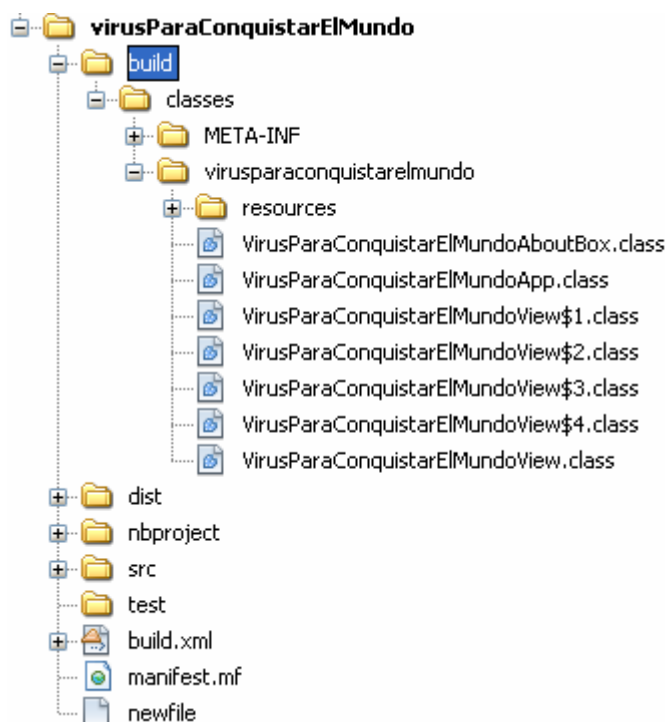 virusParaConquistarElMundo
build
classes
META-INF
virusparaconquistarelmundo
resources
VirusParaConquistarElMundoAboutBox.class
VirusParaConquistarElMundoApp.class
VirusParaConquistarElMundoView$1.class
VirusParaConquistarElMundoView$2.class
VirusParaConquistarElMundoView$3.class
VirusParaConquistarElMundoView$4.class
VirusParaConquistarElMundoView.class
dist
nbproject
src
test
build.xml
manifest.mf
newfile